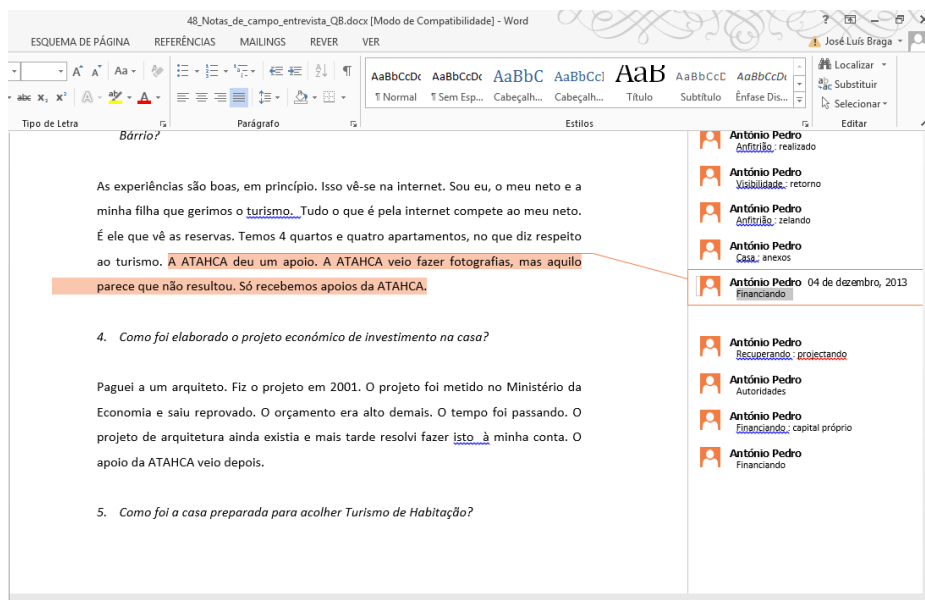 48_Notas_de_campo_entrevista_QB.docx [Modo de Compatibilidade] - Word
?
ESQUEMA DE PÁGINA REFERÊNCIAS MAILINGS REVER VER
José Luís Braga
Aa
abc x₂ x² A aby A
AaBbCcDc AaBbCcDc AaBbC AaBbCcI AaB AaBbCcD AaBbCcDt
¶ Normal ¶ Sem Esp... Cabeçalh... Cabeçalh... Título Subtítulo Ênfase Dis...
Localizar
Substituir
Selecionar
Tipo de Letra Parágrafo Estilos Editar
Bárrio?
As experiências são boas, em princípio. Isso vê-se na internet. Sou eu, o meu neto e a
minha filha que gerimos o turismo. Tudo o que é pela internet compete ao meu neto.
É ele que vê as reservas. Temos 4 quartos e quatro apartamentos, no que diz respeito
ao turismo. A ATAHCA deu um apoio. A ATAHCA veio fazer fotografias, mas aquilo
parece que não resultou. Só recebemos apoios da ATAHCA.
4. Como foi elaborado o projeto económico de investimento na casa?
Paguei a um arquiteto. Fiz o projeto em 2001. O projeto foi metido no Ministério da
Economia e saiu reprovado. O orçamento era alto demais. O tempo foi passando. O
projeto de arquitetura ainda existia e mais tarde resolvi fazer isto à minha conta. O
apoio da ATAHCA veio depois.
5. Como foi a casa preparada para acolher Turismo de Habitação?
António Pedro
Anfitrião : realizado
António Pedro
Visibilidade : retorno
António Pedro
Anfitrião : zelando
António Pedro
Casa : anexos
António Pedro 04 de dezembro, 2013
Financiando
António Pedro
Recuperando : projectando
António Pedro
Autoridades
António Pedro
Financiando : capital próprio
António Pedro
Financiando